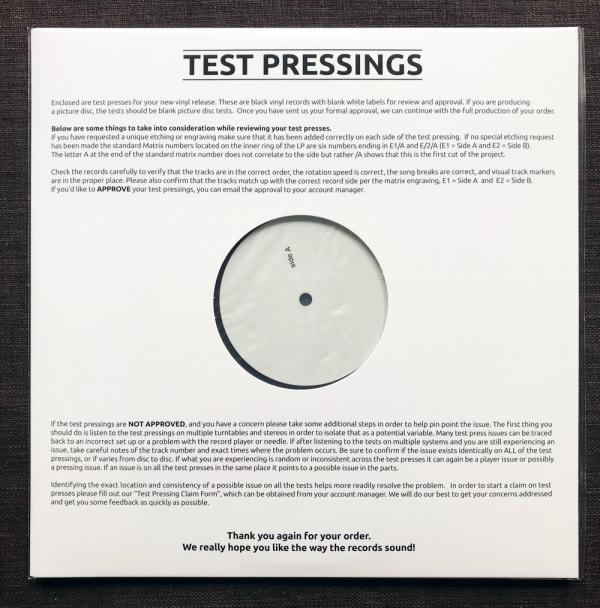 TEST PRESSINGS
Enclosed are test presses for your new vinyl release. These are black vinyl records with blank white labels for review and approval. If you are producing
a picture disc, the tests should be blank picture disc tests. Once you have sent us your formal approval, we can continue with the full production of your order.
Below are some things to take into consideration while reviewing your test presses.
If you have requested a unique etching or engraving make sure that it has been added correctly on each side of the test pressing. If no special etching request
has been made the standard Matrix numbers located on the inner ring of the LP are six numbers ending in E1/A and E/2/A (E1 = Side A and E2 = Side B).
The letter A at the end of the standard matrix number does not correlate to the side but rather /A shows that this is the first cut of the project.
Check the records carefully to verify that the tracks are in the correct order, the rotation speed is correct, the song breaks are correct, and visual track markers
are in the proper place. Please also confirm that the tracks match up with the correct record side per the matrix engraving, E1 = Side A and E2 = Side B.
If you'd like to APPROVE your test pressings, you can email the approval to your account manager.
side A
If the test pressings are NOT APPROVED, and you have a concern please take some additional steps in order to help pin point the issue. The first thing you
should do is listen to the test pressings on multiple turntables and stereos in order to isolate that as a potential variable. Many test press issues can be traced
back to an incorrect set up or a problem with the record player or needle. If after listening to the tests on multiple systems and you are still experiencing an
issue, take careful notes of the track number and exact times where the problem occurs. Be sure to confirm if the issue exists identically on ALL of the test
pressings, or if varies from disc to disc. If what you are experiencing is random or inconsistent across the test presses it can again be a player issue or possibly
a pressing issue. If an issue is on all the test presses in the same place it points to a possible issue in the parts.
Identifying the exact location and consistency of a possible issue on all the tests helps more readily resolve the problem. In order to start a claim on test
presses please fill out our "Test Pressing Claim Form", which can be obtained from your account manager. We will do our best to get your concerns addressed
and get you some feedback as quickly as possible.
Thank you again for your order.
We really hope you like the way the records sound!